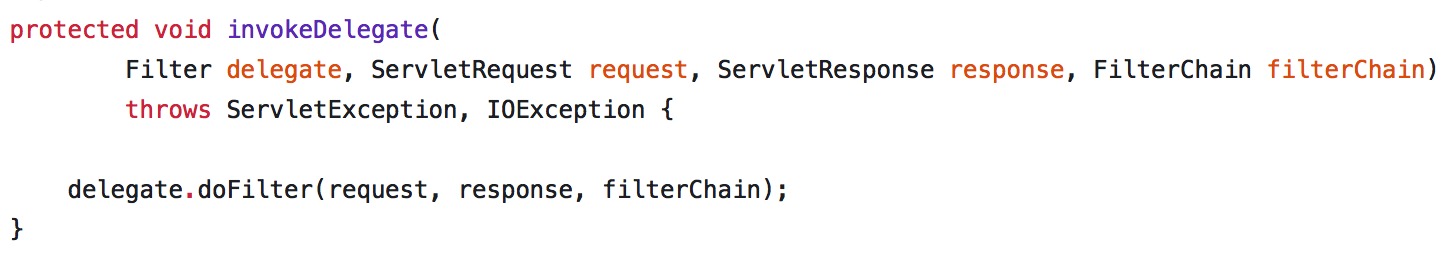 protected void invokeDelegate(
        Filter delegate, ServletRequest request, ServletResponse response, FilterChain filterChain)
        throws ServletException, IOException {

    delegate.doFilter(request, response, filterChain);
}